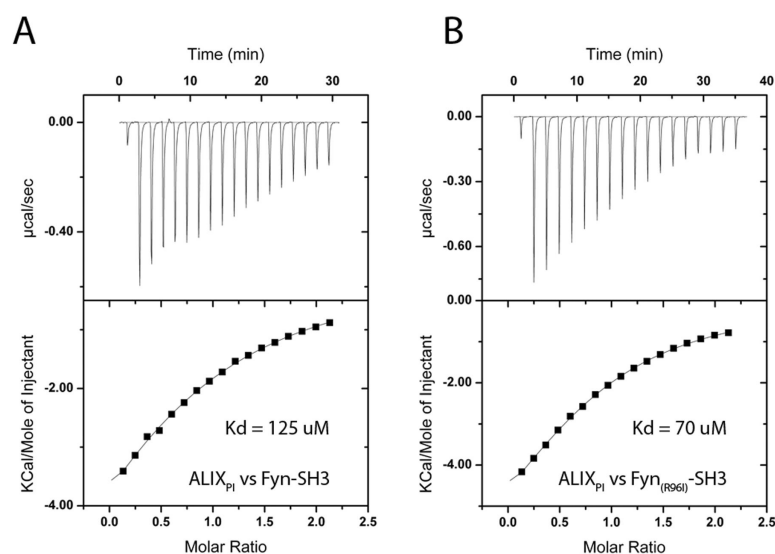 A
Time (min)
0 10 20 30
0.00
-0.40
µcal/sec
-2.00
-4.00
KCal/Mole of Injectant
Kd = 125 uM
ALIXPI vs Fyn-SH3
0.0 0.5 1.0 1.5 2.0 2.5
Molar Ratio
B
Time (min)
0 10 20 30
0.00
-0.30
-0.60
µcal/sec
0.00
-2.00
-4.00
KCal/Mole of Injectant
Kd = 70 uM
ALIXPI vs Fyn(R96I)-SH3
0.0 0.5 1.0 1.5 2.0 2.5
Molar Ratio